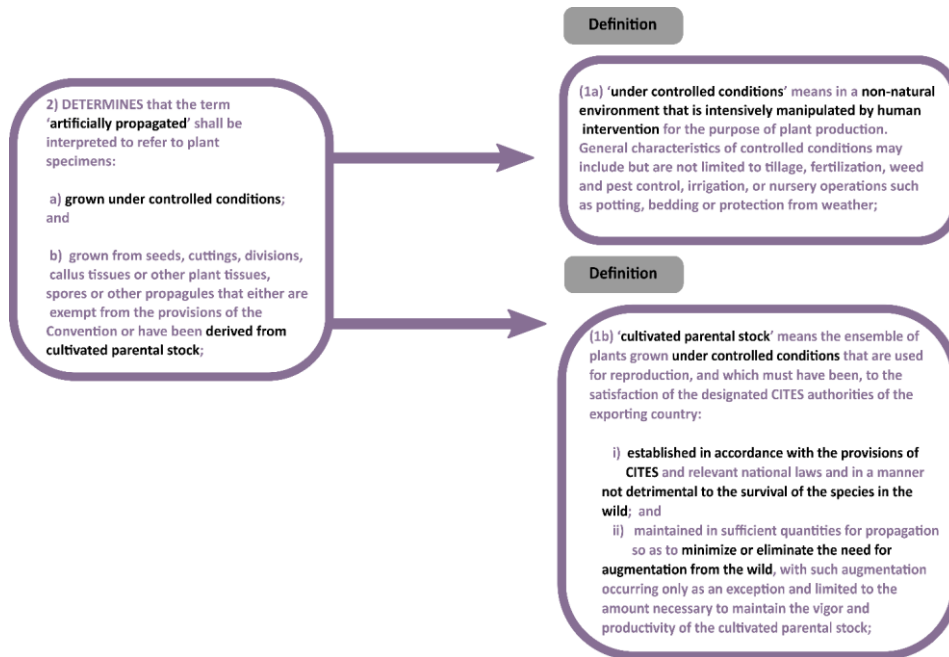 2) DETERMINES that the term
‘artificially propagated’ shall be
interpreted to refer to plant
specimens:
a) grown under controlled conditions;
and
b) grown from seeds, cuttings, divisions,
callus tissues or other plant tissues,
spores or other propagules that either are
exempt from the provisions of the
Convention or have been derived from
cultivated parental stock;
Definition
(1a) ‘under controlled conditions’ means in a non-natural
environment that is intensively manipulated by human
intervention for the purpose of plant production.
General characteristics of controlled conditions may
include but are not limited to tillage, fertilization, weed
and pest control, irrigation, or nursery operations such
as potting, bedding or protection from weather;
Definition
(1b) ‘cultivated parental stock’ means the ensemble of
plants grown under controlled conditions that are used
for reproduction, and which must have been, to the
satisfaction of the designated CITES authorities of the
exporting country:
i) established in accordance with the provisions of
CITES and relevant national laws and in a manner
not detrimental to the survival of the species in the
wild; and
ii) maintained in sufficient quantities for propagation
so as to minimize or eliminate the need for
augmentation from the wild, with such augmentation
occurring only as an exception and limited to the
amount necessary to maintain the vigor and
productivity of the cultivated parental stock;